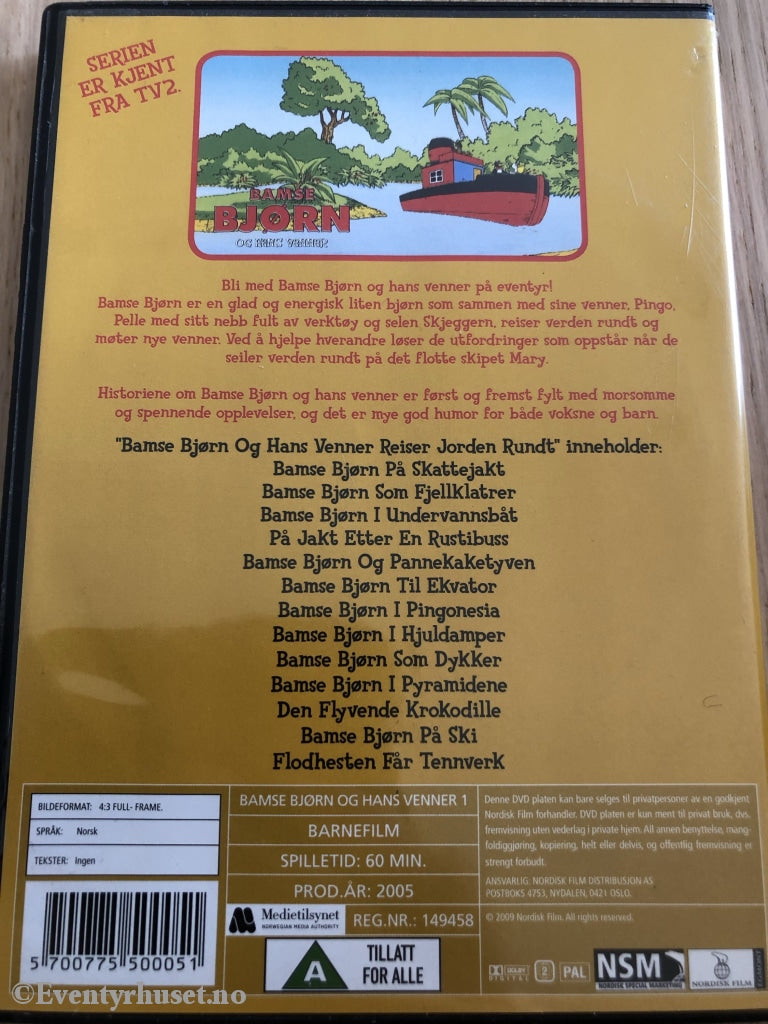 SERIEN
ER KJENT
FRA TV2.
BAMSE
BJØRN
OG HANS VENNER
Bli med Bamse Bjørn og hans venner på eventyr!
Bamse Bjørn er en glad og energisk liten bjørn som sammen med sine venner, Pingo,
Pelle med sitt nebb fult av verktøy og selen Skjeggern, reiser verden rundt og
møter nye venner. Ved å hjelpe hverandre løser de utfordringer som oppstår når de
seiler verden rundt på det flotte skipet Mary.
Historiene om Bamse Bjørn og hans venner er først og fremst fylt med morsomme
og spennende opplevelser, og det er mye god humor for både voksne og barn.
"Bamse Bjørn Og Hans Venner Reiser Jorden Rundt" inneholder:
Bamse Bjørn På Skattejakt
Bamse Bjørn Som Fjellklatrer
Bamse Bjørn I Undervannsbåt
På Jakt Etter En Rustibuss
Bamse Bjørn Og Pannekaketyven
Bamse Bjørn Til Ekvator
Bamse Bjørn I Pingonesia
Bamse Bjørn I Hjuldamper
Bamse Bjørn Som Dykker
Bamse Bjørn I Pyramidene
Den Flyvende Krokodille
Bamse Bjørn På Ski
Flodhesten Får Tennverk
BILDEFORMAT: 4:3 FULL- FRAME.
SPRÅK: Norsk
TEKSTER: Ingen
5 700775 500051
BAMSE BJØRN OG HANS VENNER 1
BARNEFILM
SPILLETID: 60 MIN.
PROD.ÅR: 2005
Medietilsynet
NORWEGIAN MEDIA AUTHORITY
REG.NR.: 149458
A
TILLATT
FOR ALLE
Denne DVD platen kan bare selges til privatpersoner av en godkjent
Nordisk Film forhandler. DVD platen er kun ment til privat bruk, dvs.
fremvisning uten vederlag i private hjem. All annen benyttelse, mang-
foldiggjøring, kopiering, helt eller delvis, og offentlig fremvisning er
strengt forbudt.
ANSVARLIG: NORDISK FILM DISTRIBUSJON AS
POSTBOKS 4753, NYDALEN, 0421 OSLO.
© 2009 Nordisk Film. All rights reserved.
DOLBY
DIGITAL
2
PAL
NSM
NORDISK SPECIAL MARKETING
NORDISK FILM
EGMONT
©Eventyrhuset.no